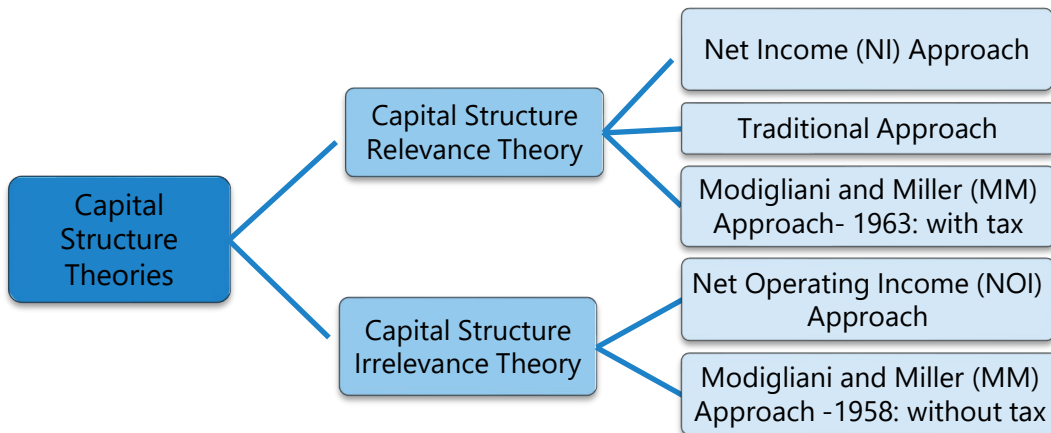 Capital
Structure
Theories
Capital Structure
Relevance Theory
Net Income (NI) Approach
Traditional Approach
Modigliani and Miller (MM)
Approach- 1963: with tax
Capital Structure
Irrelevance Theory
Net Operating Income (NOI)
Approach
Modigliani and Miller (MM)
Approach -1958: without tax